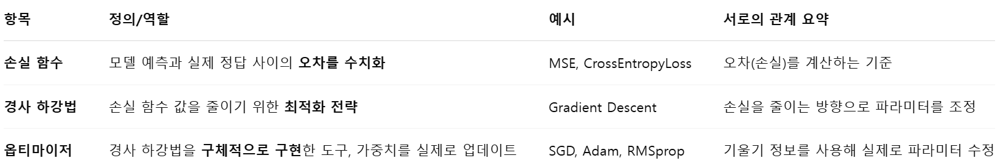 항목 정의/역할 예시 서로의 관계 요약
손실 함수 모델 예측과 실제 정답 사이의 오차를 수치화 MSE, CrossEntropyLoss 오차(손실)를 계산하는 기준
경사 하강법 손실 함수 값을 줄이기 위한 최적화 전략 Gradient Descent 손실을 줄이는 방향으로 파라미터를 조정
옵티마이저 경사 하강법을 구체적으로 구현한 도구, 가중치를 실제로 업데이트 SGD, Adam, RMSprop 기울기 정보를 사용해 실제로 파라미터 수정